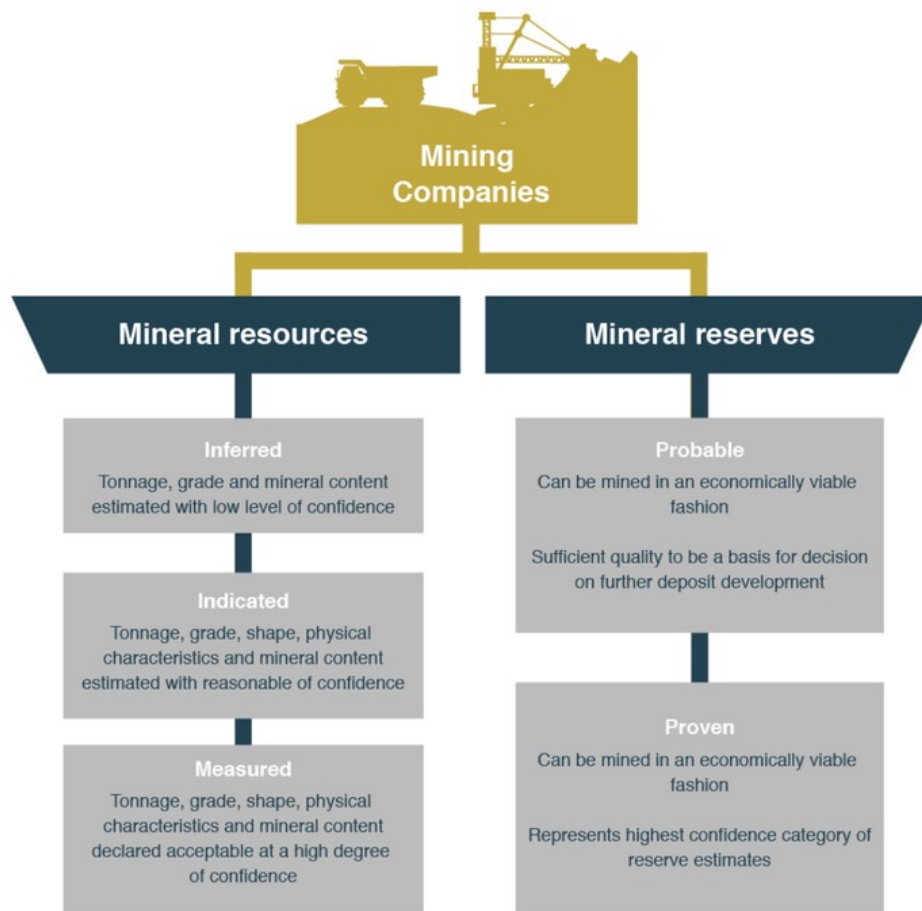 Mining
Companies
Mineral resources
Inferred
Tonnage, grade and mineral content
estimated with low level of confidence
Indicated
Tonnage, grade, shape, physical
characteristics and mineral content
estimated with reasonable of confidence
Measured
Tonnage, grade, shape, physical
characteristics and mineral content
declared acceptable at a high degree
of confidence
Mineral reserves
Probable
Can be mined in an economically viable
fashion
Sufficient quality to be a basis for decision
on further deposit development
Proven
Can be mined in an economically viable
fashion
Represents highest confidence category of
reserve estimates